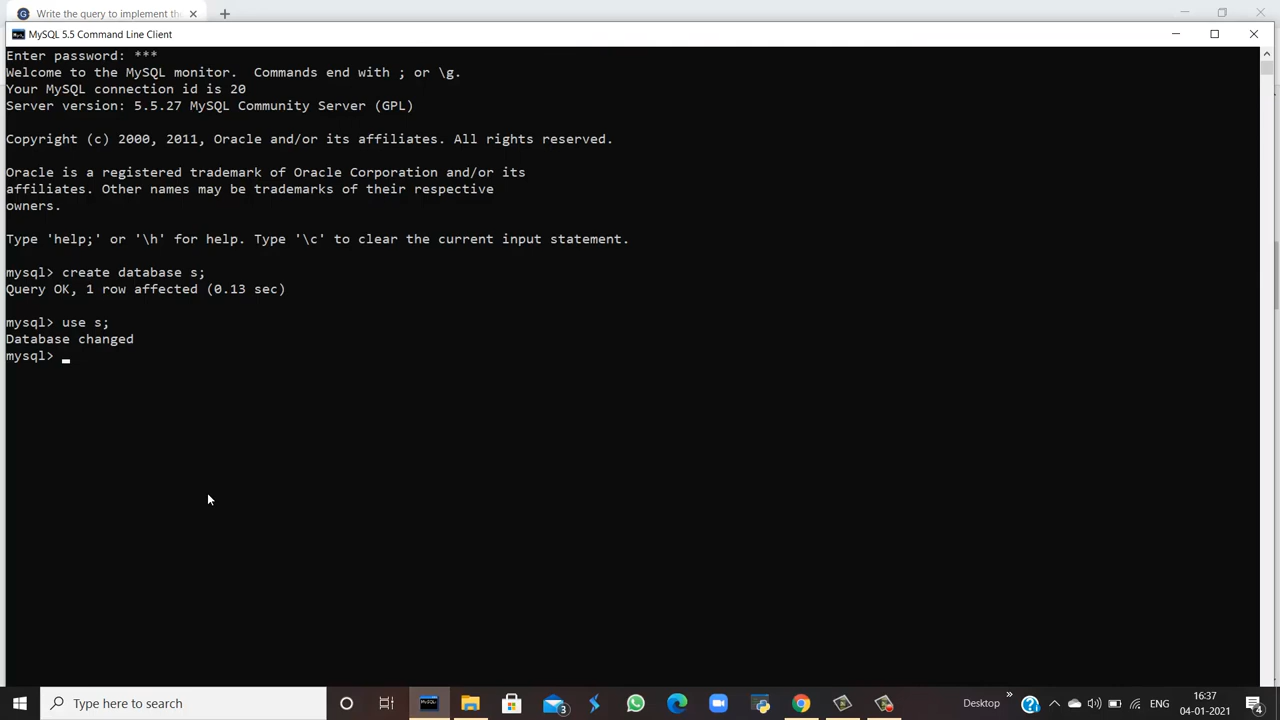 Write the query to implement th
MySQL 5.5 Command Line Client
Enter password: ***
Welcome to the MySQL monitor.  Commands end with ; or \g.
Your MySQL connection id is 20
Server version: 5.5.27 MySQL Community Server (GPL)
Copyright (c) 2000, 2011, Oracle and/or its affiliates. All rights reserved.
Oracle is a registered trademark of Oracle Corporation and/or its
affiliates. Other names may be trademarks of their respective
owners.
Type 'help;' or '\h' for help. Type '\c' to clear the current input statement.
mysql> create database s;
Query OK, 1 row affected (0.13 sec)
mysql> use s;
Database changed
mysql> _
Type here to search
MySQL
3
Desktop
»
ENG
16:37
04-01-2021
4